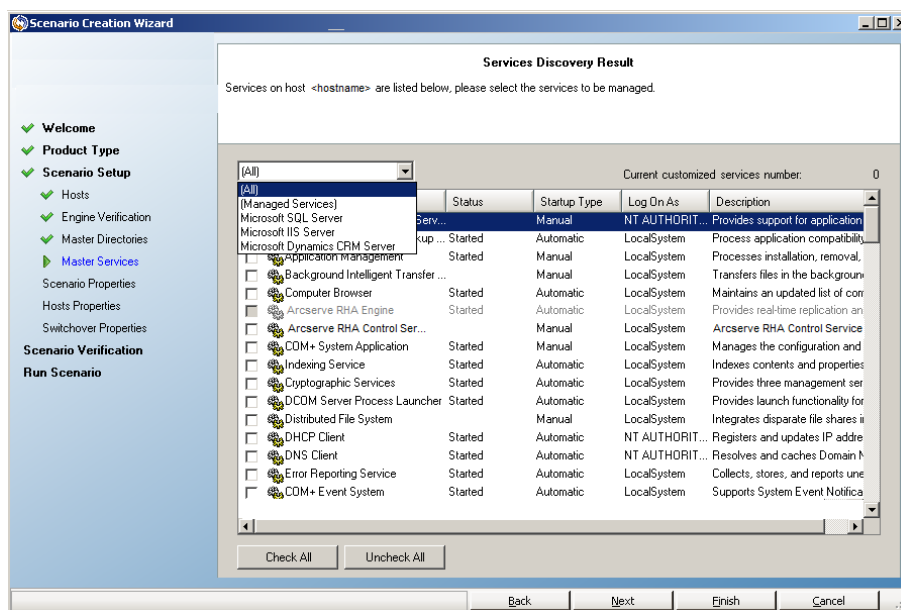 Scenario Creation Wizard
Services Discovery Result
Services on host <hostname> are listed below, please select the services to be managed.
Welcome
Product Type
Scenario Setup
Hosts
Engine Verification
Master Directories
Master Services
Scenario Properties
Hosts Properties
Switchover Properties
Scenario Verification
Run Scenario
(All) Current customized services number: 0
(All)
(Managed Services)
Microsoft SQL Server
Microsoft IIS Server
Microsoft Dynamics CRM Server
Status Startup Type Log On As Description
Serv... Manual NT AUTHORIT... Provides support for application
kup ... Started Automatic LocalSystem Process application compatibility
Application Management Started Manual LocalSystem Processes installation, removal,
Background Intelligent Transfer ... Manual LocalSystem Transfers files in the background
Computer Browser Started Automatic LocalSystem Maintains an updated list of com
Arcserve RHA Engine Started Automatic LocalSystem Provides real-time replication an
Arcserve RHA Control Ser... Manual LocalSystem Arcserve RHA Control Service
COM+ System Application Started Manual LocalSystem Manages the configuration and
Indexing Service Started Automatic LocalSystem Indexes contents and properties
Cryptographic Services Started Automatic LocalSystem Provides three management ser
DCOM Server Process Launcher Started Automatic LocalSystem Provides launch functionality for
Distributed File System Manual LocalSystem Integrates disparate file shares i
DHCP Client Started Automatic NT AUTHORIT... Registers and updates IP addre
DNS Client Started Automatic NT AUTHORIT... Resolves and caches Domain N
Error Reporting Service Started Automatic LocalSystem Collects, stores, and reports une
COM+ Event System Started Automatic LocalSystem Supports System Event Notifica
Check All Uncheck All
Back Next Finish Cancel